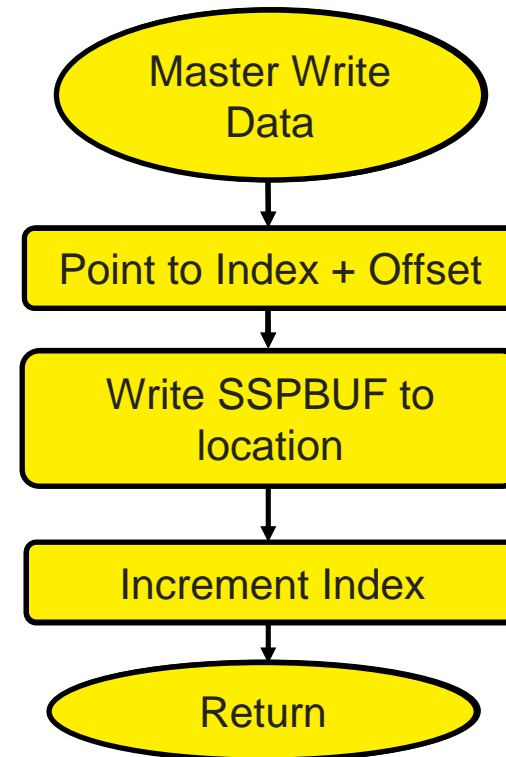 Master Write
Data
Point to Index + Offset
Write SSPBUF to
location
Increment Index
Return